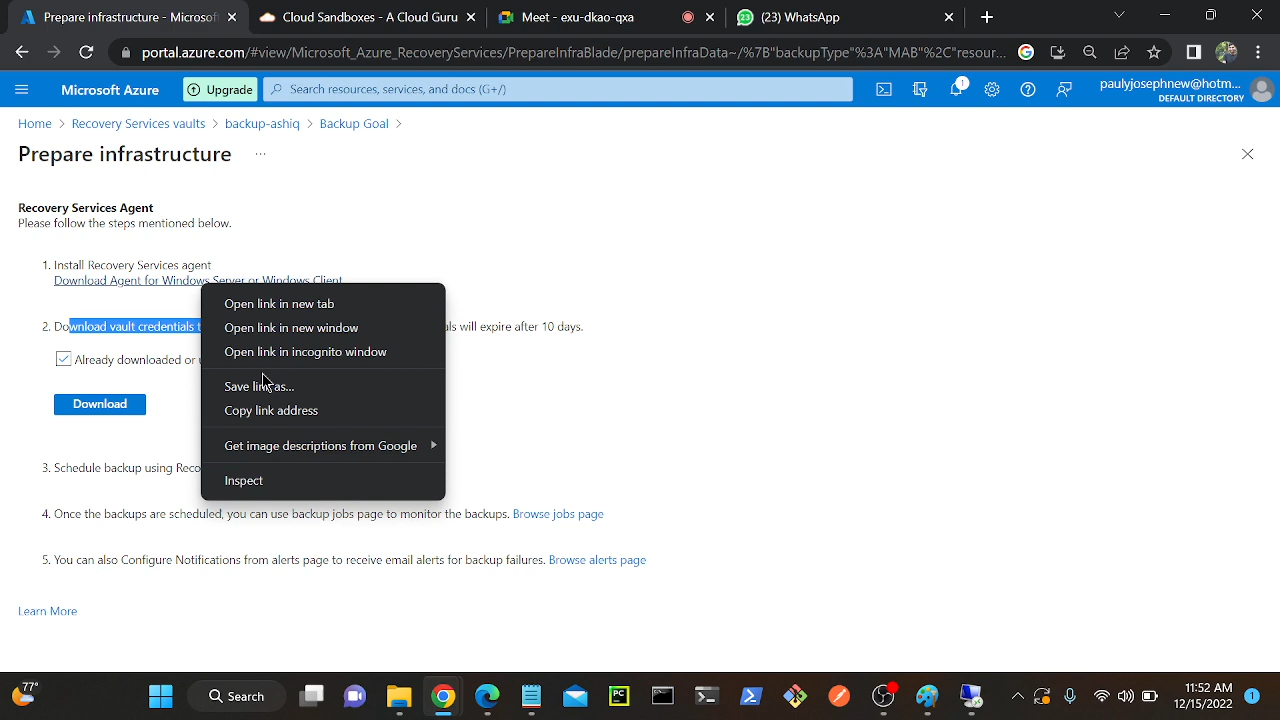 Prepare infrastructure - Microsof
Cloud Sandboxes - A Cloud Guru
Meet - exu-dkao-qxa
(23) WhatsApp
portal.azure.com/#view/Microsoft_Azure_RecoveryServices/PrepareInfraBlade/prepareInfraData~/%7B"backupType"%3A"MAB"%2C"resour...
Microsoft Azure
Upgrade
Search resources, services, and docs (G+/)
1
paulyjosephnew@hotm...
DEFAULT DIRECTORY
Home > Recovery Services vaults > backup-ashiq > Backup Goal >
Prepare infrastructure ...
Recovery Services Agent
Please follow the steps mentioned below.
1. Install Recovery Services agent
Download Agent for Windows Server or Windows Client
Open link in new tab
2. Download vault credentials t
ls will expire after 10 days.
Open link in new window
Open link in incognito window
Already downloaded or
Save link as...
Download
Copy link address
Get image descriptions from Google
3. Schedule backup using Reco
Inspect
4. Once the backups are scheduled, you can use backup jobs page to monitor the backups. Browse jobs page
5. You can also Configure Notifications from alerts page to receive email alerts for backup failures. Browse alerts page
Learn More
77°
Search
PC
11:52 AM
12/15/2022
1